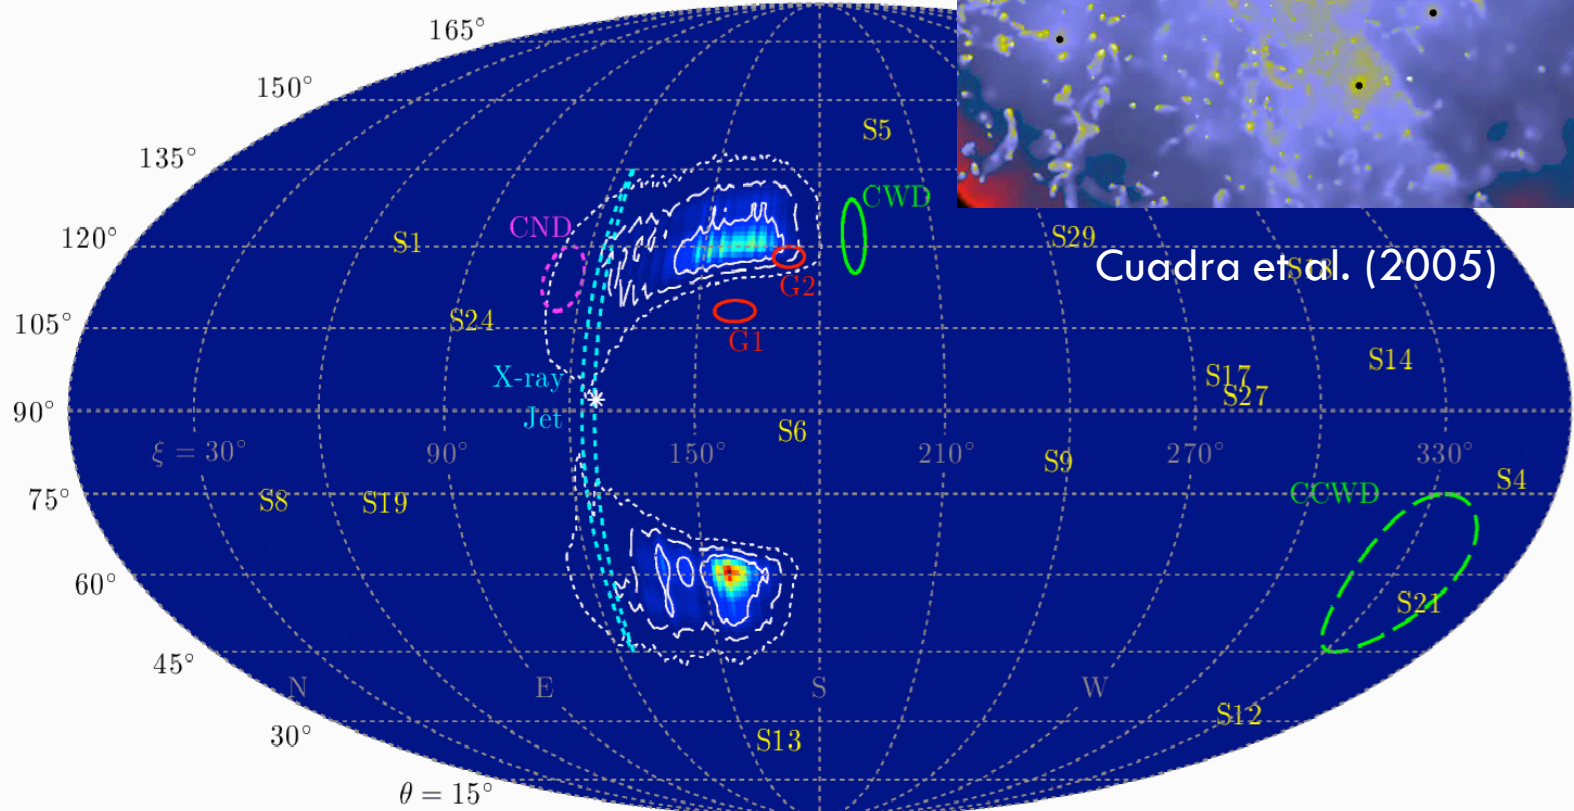 165°
150°
S5
135°
CWD
CND
120°
S1
S29
Cuadra et al. (2005)
S18
G2
105°
S24
G1
S14
X-ray
S17
S27
90°
Jet
S6
ξ = 30°
90°
150°
210°
S9
270°
330°
75°
S8
S19
CCWD
S4
60°
S21
45°
N
E
S
W
30°
S12
S13
θ = 15°